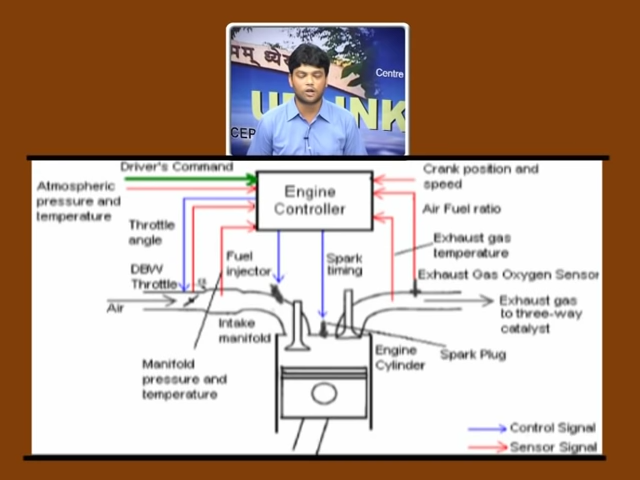 Centre
CEP
Driver's Command
Atmospheric
pressure and
temperature
Engine
Controller
Crank position and
speed
Air Fuel ratio
Throttle
angle
Exhaust gas
temperature
Fuel
injector
Spark
timing
DBW
Throttle
Exhaust Gas Oxygen Sensor
Air
Exhaust gas
to three-way
catalyst
Intake
manifold
Manifold
pressure and
temperature
Engine
Cylinder
Spark Plug
Control Signal
Sensor Signal